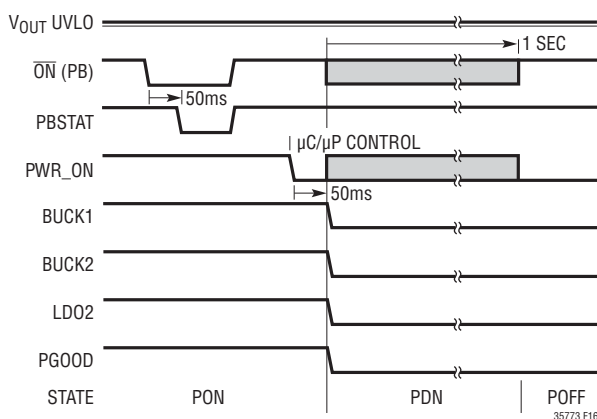 VOUT UVLO
1 SEC
ON (PB)
50ms
PBSTAT
µC/µP CONTROL
PWR_ON
50ms
BUCK1
BUCK2
LDO2
PGOOD
STATE PON PDN POFF
35773 F16